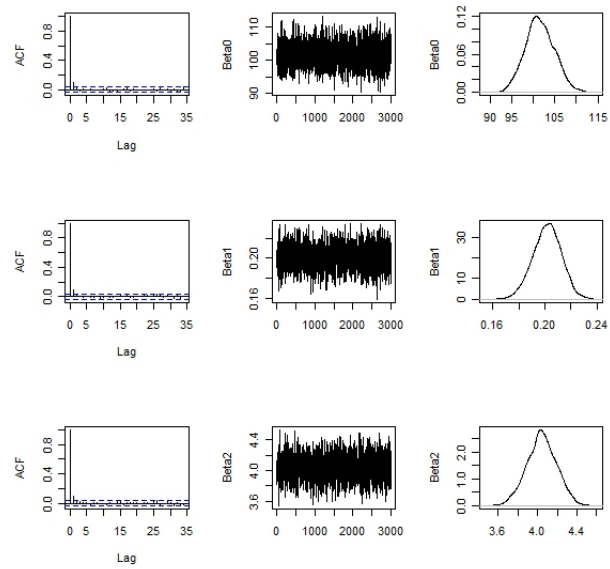 ACF
0.0 0.4 0.8
0 5 15 25 35
Lag
Beta0
90 100 110
0 1000 2000 3000
Beta0
0.00 0.06 0.12
90 95 105 115
ACF
0.0 0.4 0.8
0 5 15 25 35
Lag
Beta1
0.16 0.20
0 1000 2000 3000
Beta1
0 10 30
0.16 0.20 0.24
ACF
0.0 0.4 0.8
0 5 15 25 35
Lag
Beta2
3.6 4.0 4.4
0 1000 2000 3000
Beta2
0.0 1.0 2.0
3.6 4.0 4.4